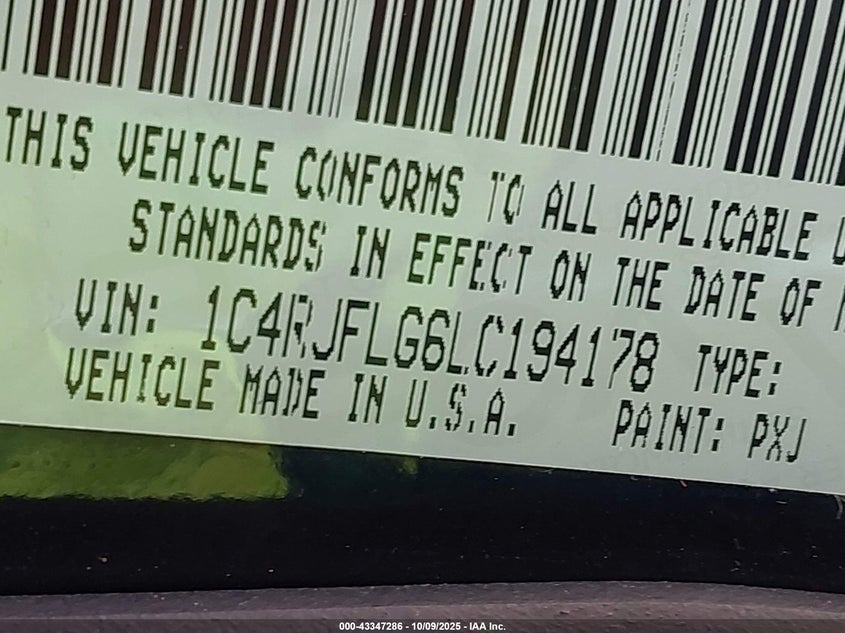 THIS VEHICLE CONFORMS TO ALL APPLICABLE
STANDARDS IN EFFECT ON THE DATE OF
VIN: 1C4RJFLG6LC194178 TYPE:
VEHICLE MADE IN U.S.A. PAINT: PXJ
000-43347286 - 10/09/2025 - IAA Inc.